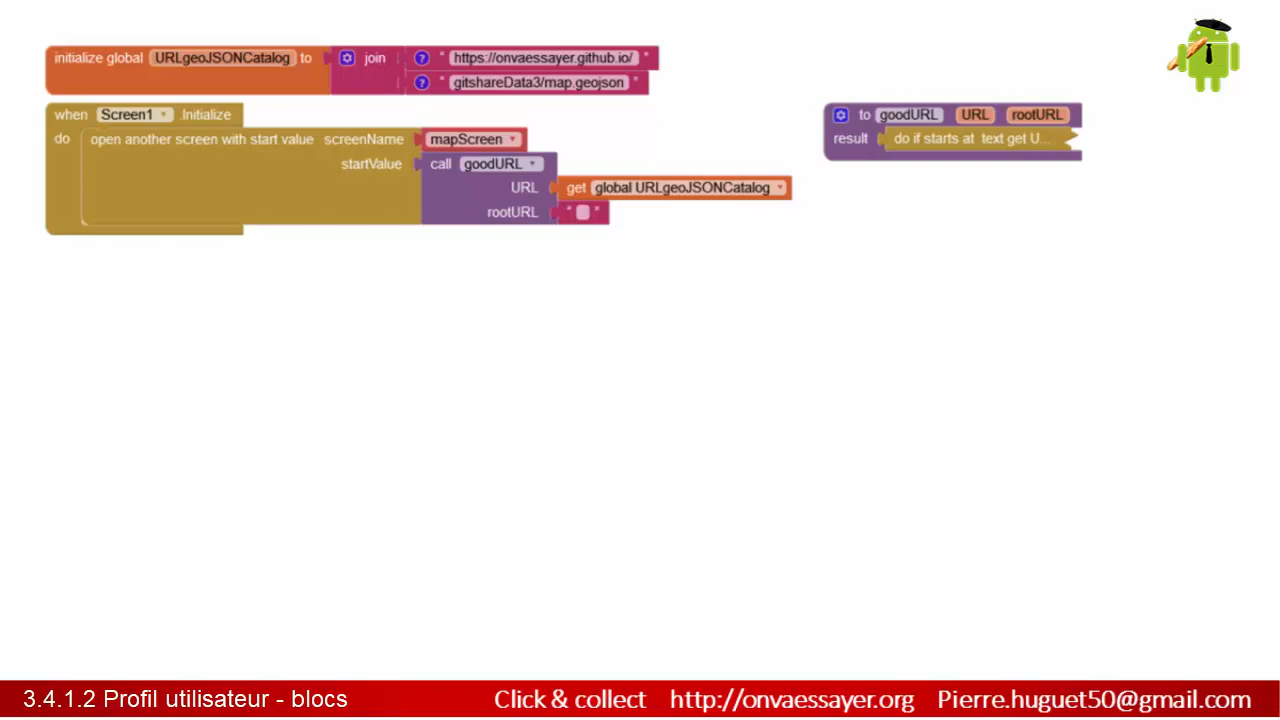 initialize global URLgeoJSONCatalog to join " https://onvaessayer.github.io/ "
" gitshareData3/map.geojson "
when Screen1 .Initialize
do open another screen with start value screenName mapScreen
startValue call goodURL
URL get global URLgeoJSONCatalog
rootURL " "
to goodURL URL rootURL
result do if starts at text get U...
3.4.1.2 Profil utilisateur - blocs
Click & collect http://onvaessayer.org Pierre.huguet50@gmail.com